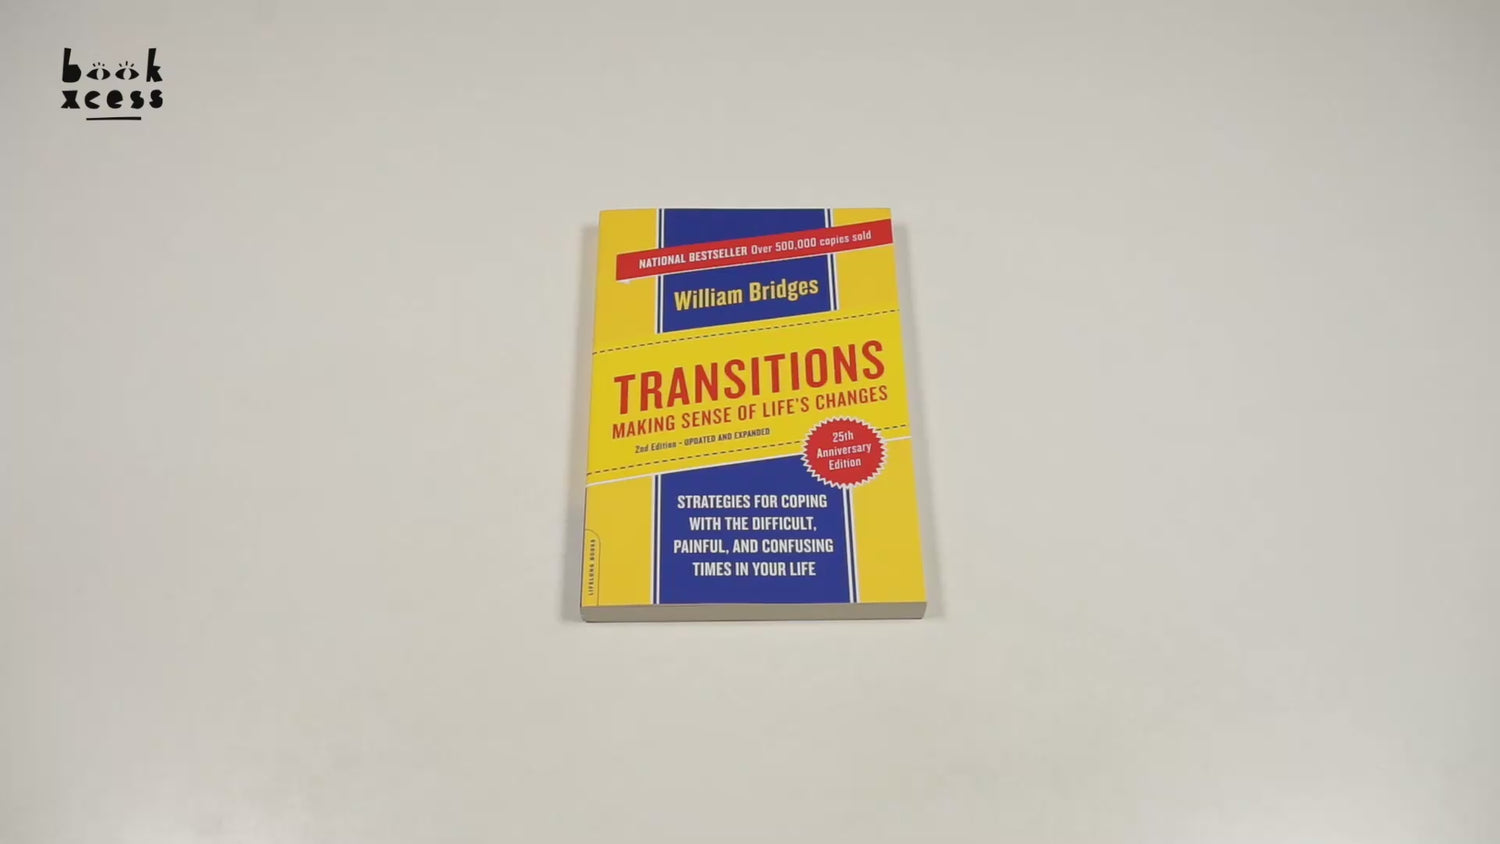 book
xcess
NATIONAL BESTSELLER Over 500,000 copies sold
William Bridges
TRANSITIONS
MAKING SENSE OF LIFE'S CHANGES
2nd Edition - UPDATED AND EXPANDED
25th
Anniversary
Edition
STRATEGIES FOR COPING
WITH THE DIFFICULT,
PAINFUL, AND CONFUSING
TIMES IN YOUR LIFE
LIFELONG BOOKS